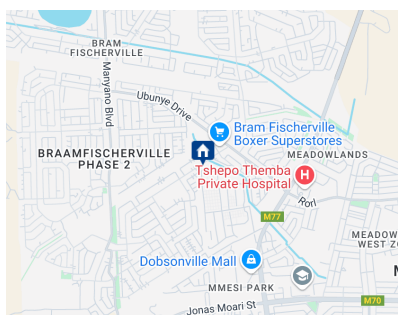 BRAM
FISCHERVILLE
Manyano Blvd
Ubunye Drive
Bram Fischerville
Boxer Superstores
BRAAMFISCHERVILLE
PHASE 2
MEADOWLANDS
Tshepo Themba
Private Hospital
H
Rorl
M77
MEADOW
WEST ZO
Dobsonville Mall
M
MMESI PARK
M70
Jonas Moari St